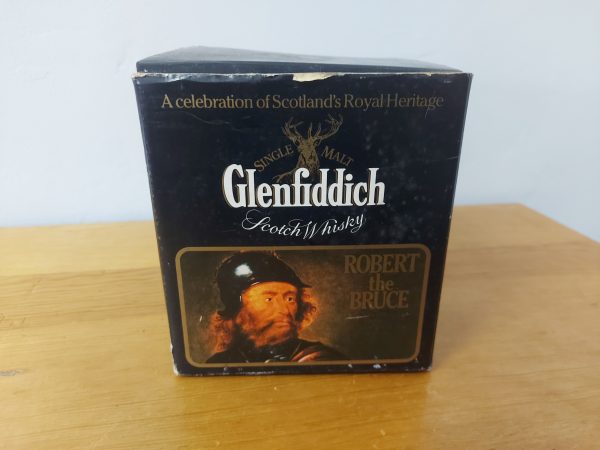 A celebration of Scotland's Royal Heritage
SINGLE MALT
Glenfiddich
Scotch Whisky
ROBERT
the
BRUCE